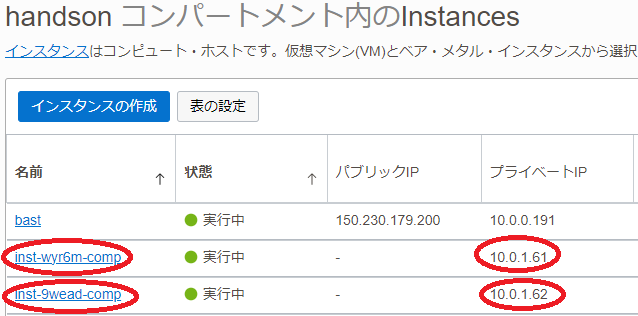 handson コンパートメント内のInstances
インスタンスはコンピュート・ホストです。仮想マシン(VM)とベア・メタル・インスタンスから選択
インスタンスの作成 表の設定
名前 ↑ 状態 ↑ パブリックIP プライベートIP
bast 実行中 150.230.179.200 10.0.0.191
inst-wyr6m-comp 実行中 - 10.0.1.61
inst-9wead-comp 実行中 - 10.0.1.62